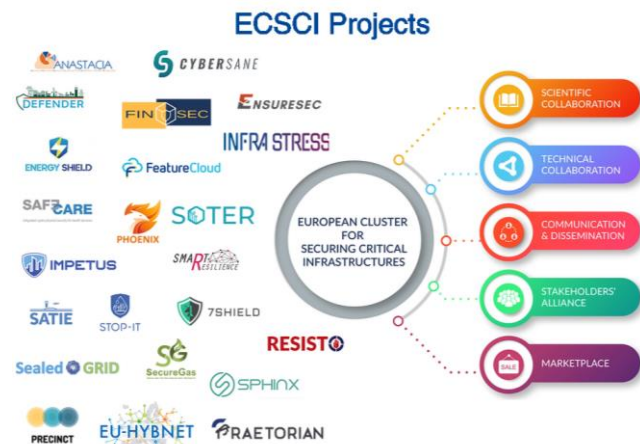 ECSCI Projects
ANASTACIA
CYBERSANE
DEFENDER
FINSEC
ENSURESEC
INFRA STRESS
ENERGY SHIELD
FeatureCloud
SAFECARE
PHOENIX
SOTER
IMPETUS
SMART
RESILIENCE
SATIE
STOP-IT
7SHIELD
RESISTO
Sealed GRID
SG
SecureGas
SPHINX
PRECINCT
EU-HYBNET
PRAETORIAN
EUROPEAN CLUSTER
FOR
SECURING CRITICAL
INFRASTRUCTURES
SCIENTIFIC
COLLABORATION
TECHNICAL
COLLABORATION
COMMUNICATION
& DISSEMINATION
STAKEHOLDERS'
ALLIANCE
SALE
MARKETPLACE